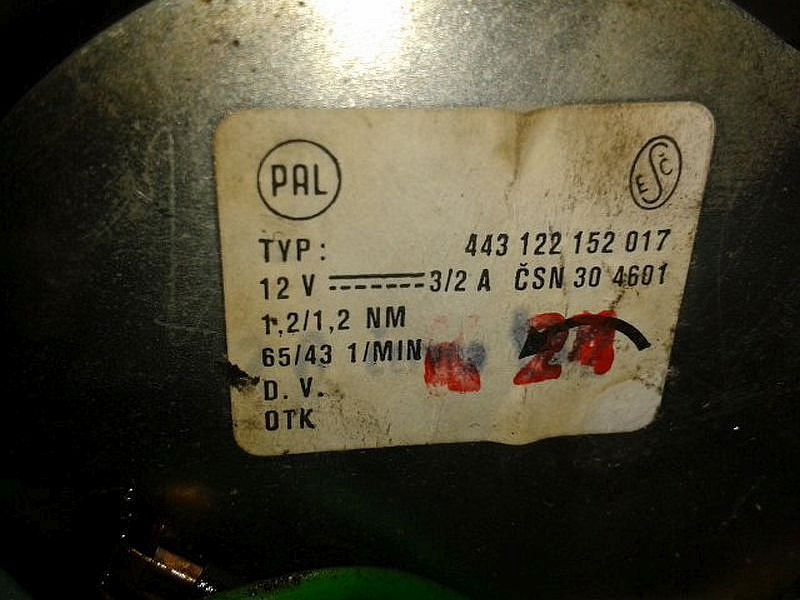 PAL
ESČ
TYP: 443 122 152 017
12 V 3/2 A ČSN 30 4601
1,2/1,2 NM
65/43 1/MIN
D. V.
OTK